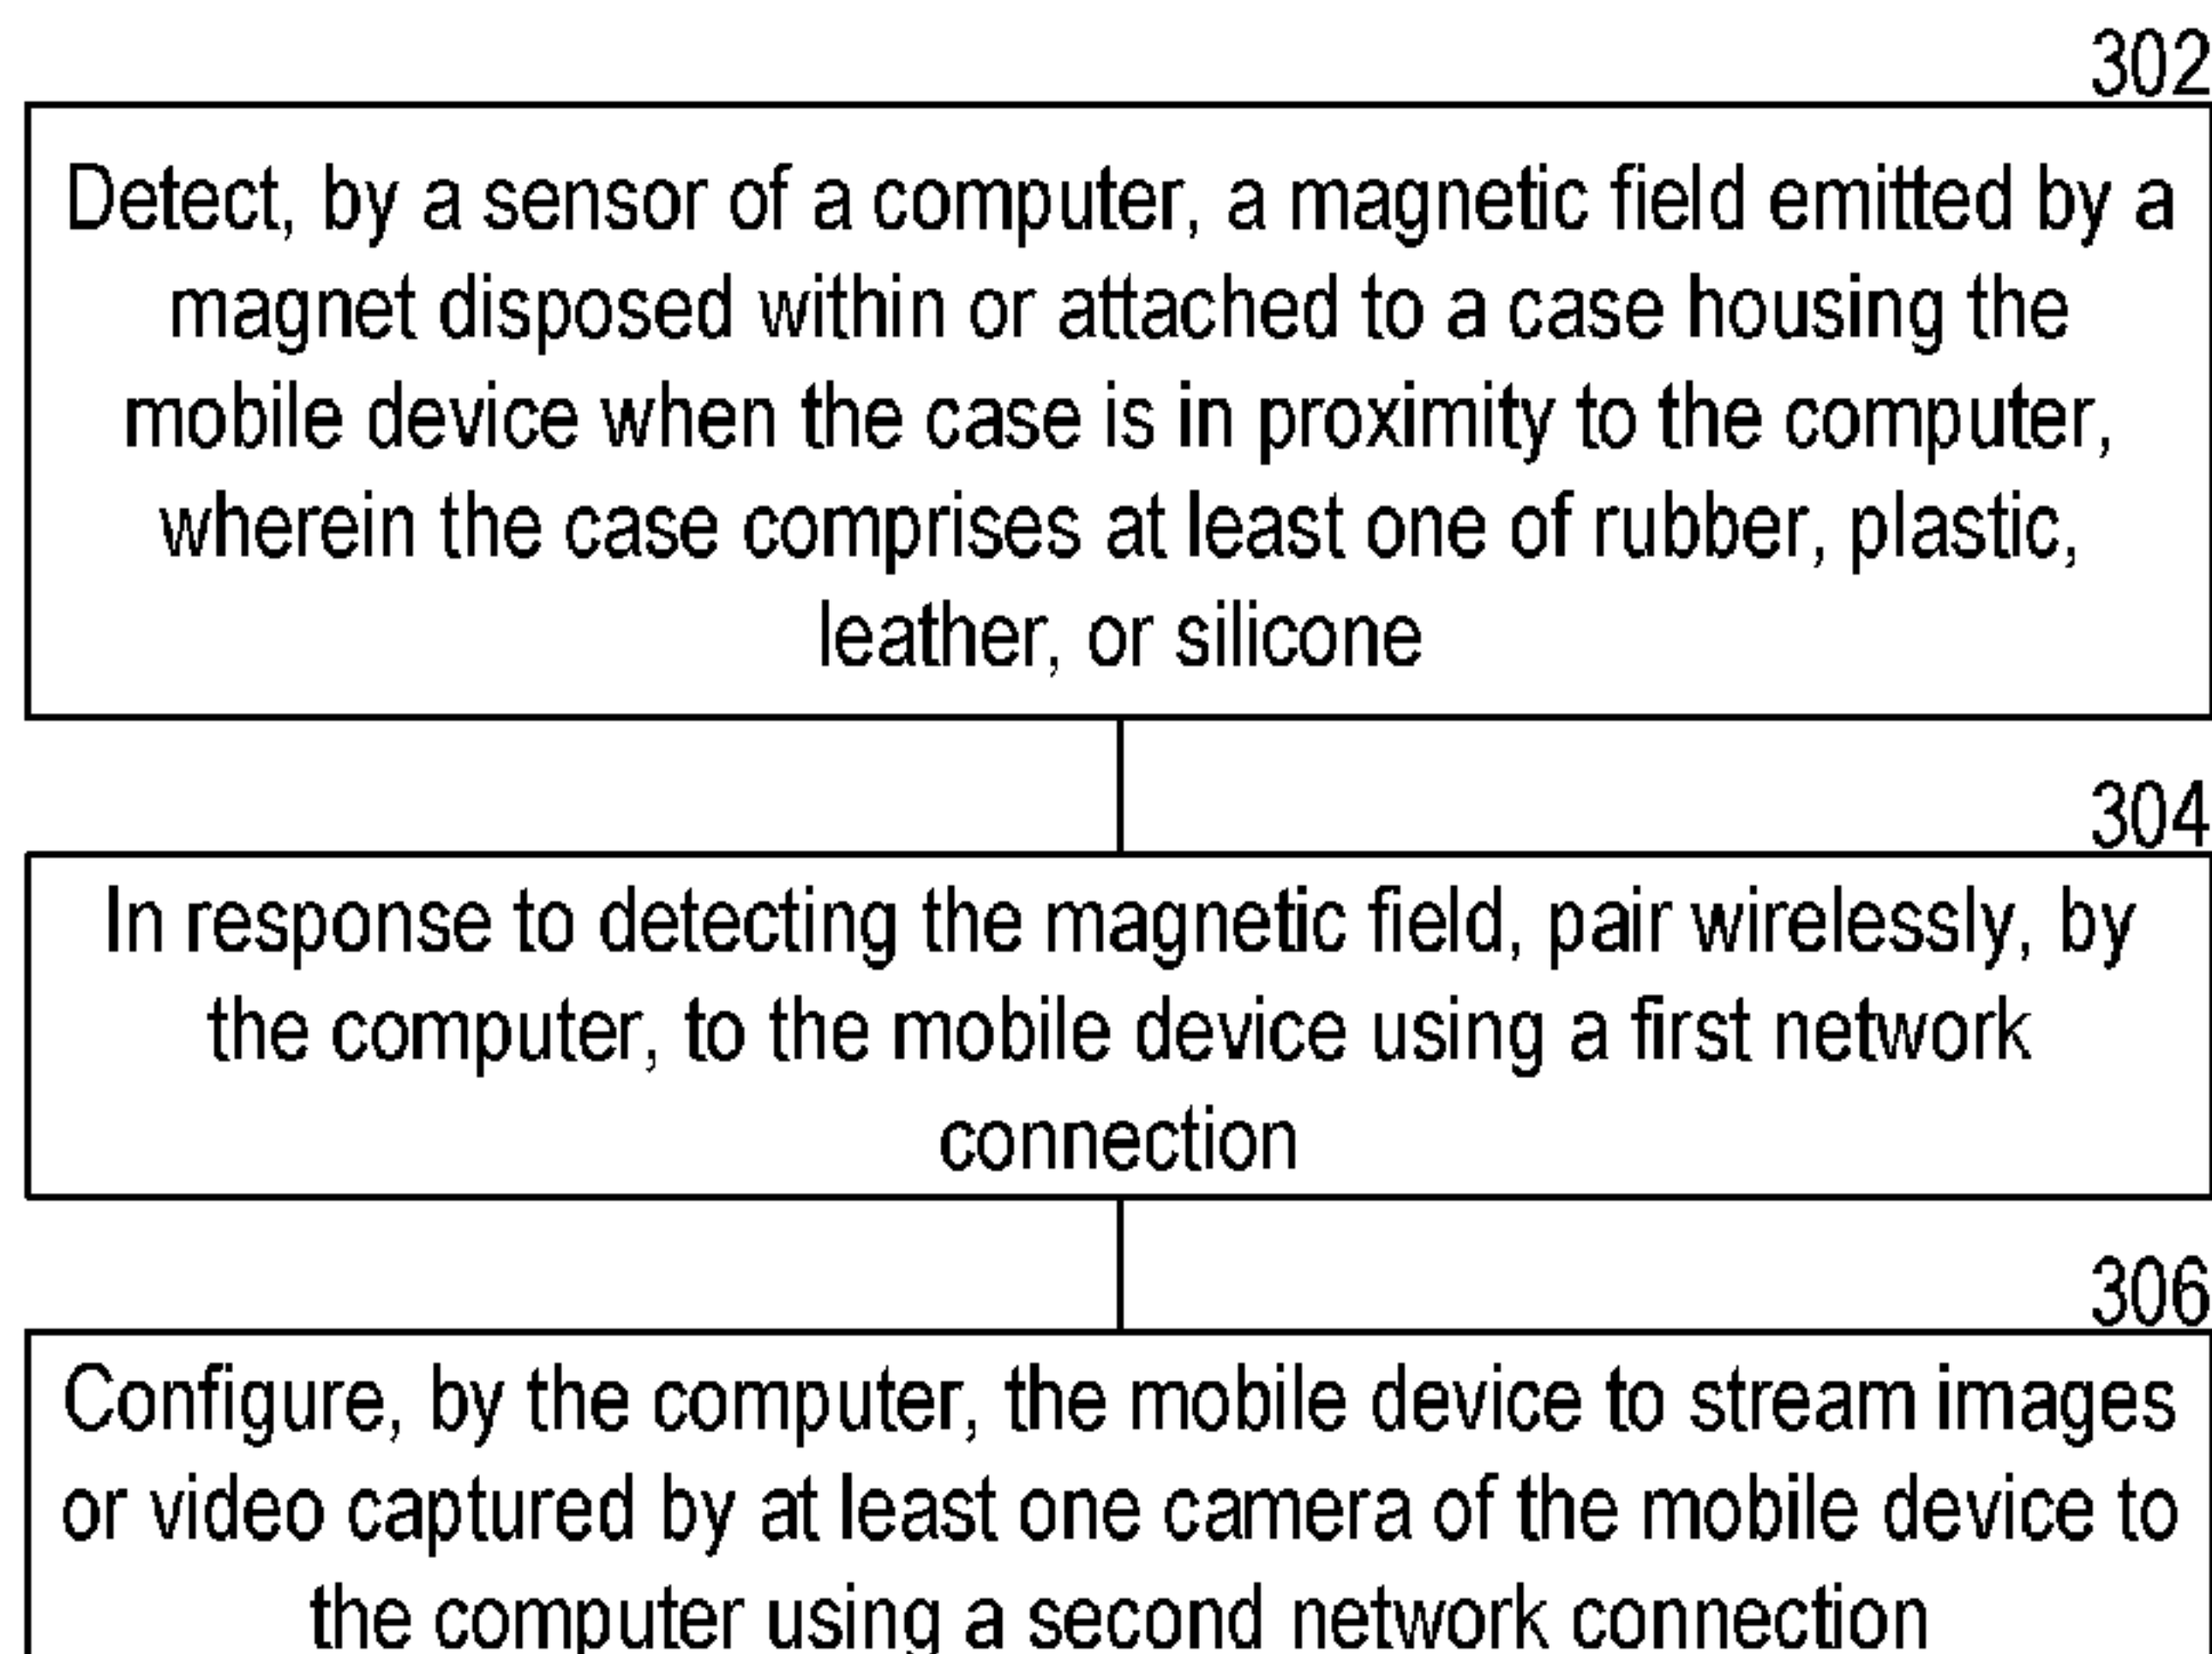 302
Detect, by a sensor of a computer, a magnetic field emitted by a
magnet disposed within or attached to a case housing the
mobile device when the case is in proximity to the computer,
wherein the case comprises at least one of rubber, plastic,
leather, or silicone
304
In response to detecting the magnetic field, pair wirelessly, by
the computer, to the mobile device using a first network
connection
306
Configure, by the computer, the mobile device to stream images
or video captured by at least one camera of the mobile device to
the computer using a second network connection